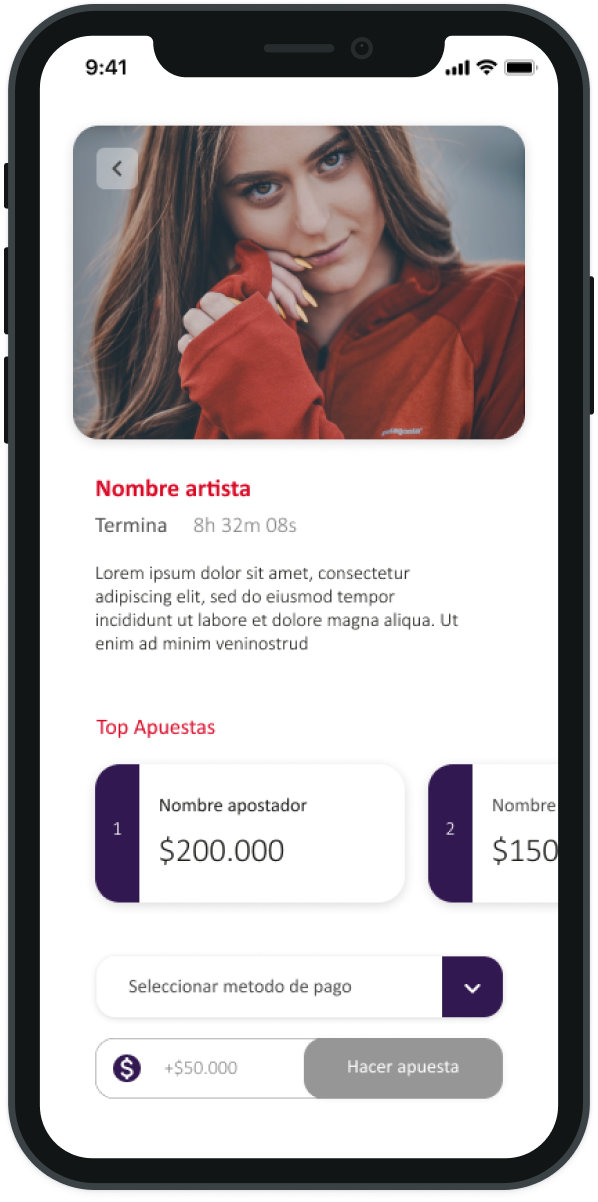 9:41
Nombre artista
Termina 8h 32m 08s
Lorem ipsum dolor sit amet, consectetur
adipiscing elit, sed do eiusmod tempor
incididunt ut labore et dolore magna aliqua. Ut
enim ad minim veninostrud
Top Apuestas
1 Nombre apostador
$200.000
2 Nombre
$150
Seleccionar metodo de pago
$ +$50.000 Hacer apuesta